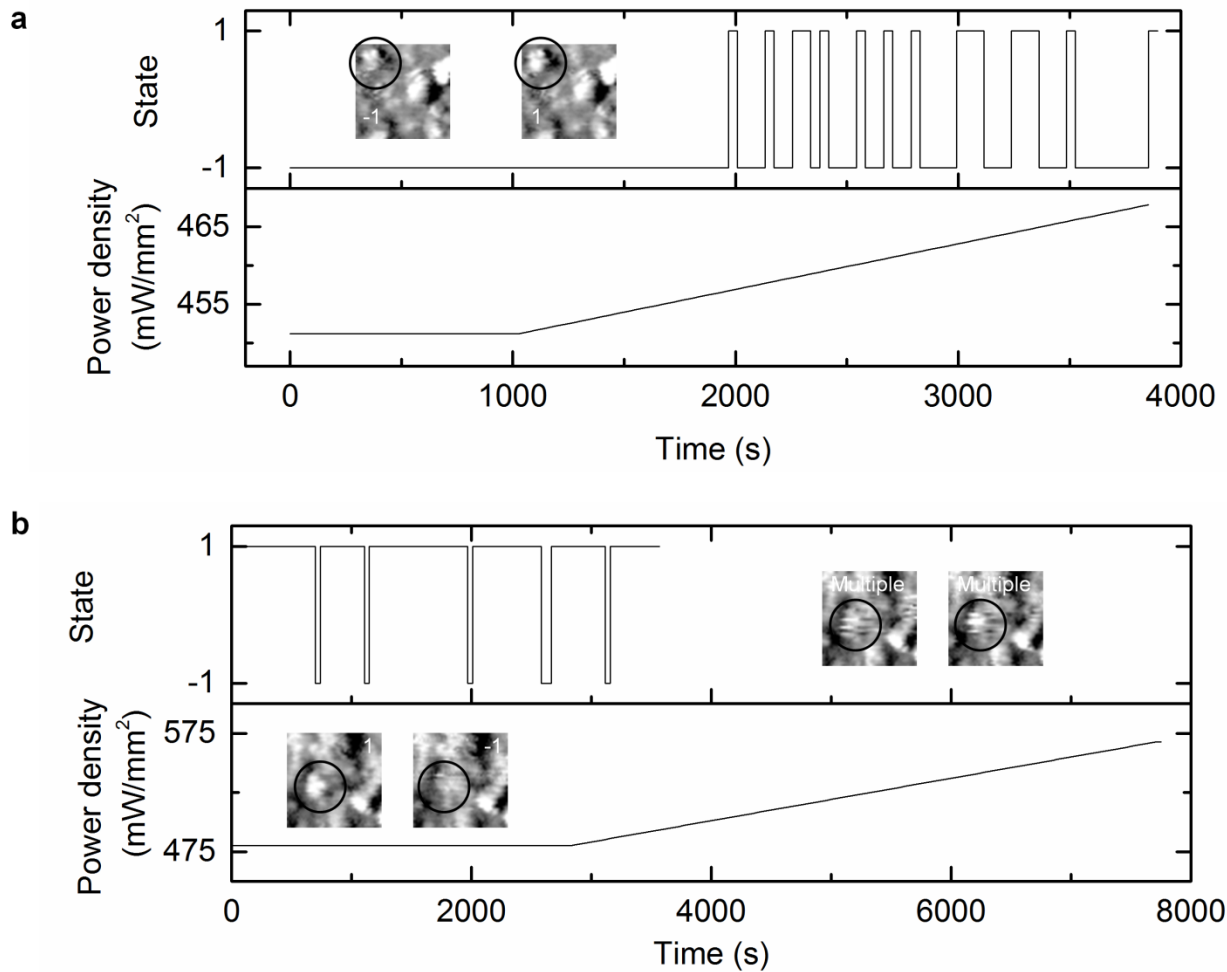 a
1
State
-1
-1 1
Power density
(mW/mm²)
465
455
0 1000 2000 3000 4000
Time (s)
b
1
State
-1
Multiple Multiple
Power density
(mW/mm²)
575
475
1 -1
0 2000 4000 6000 8000
Time (s)